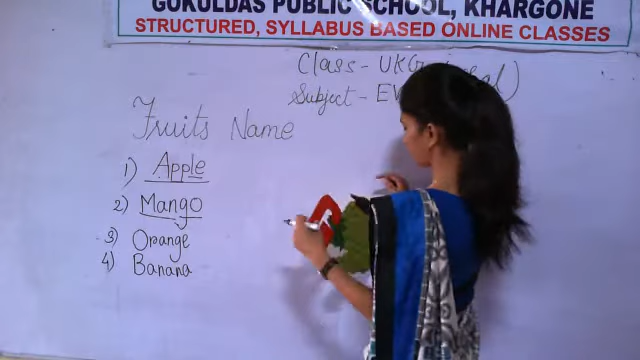 GOKULDAS PUBLIC SCHOOL, KHARGONE
STRUCTURED, SYLLABUS BASED ONLINE CLASSES
Class - UKG
Subject - EV
Fruits Name
1) Apple
2) Mango
3) Orange
4) Banana